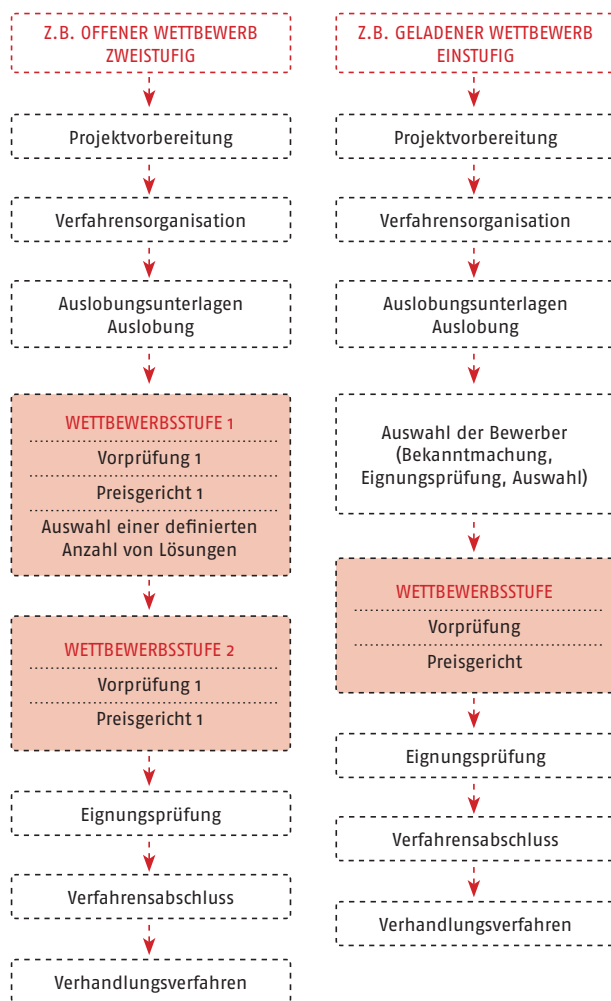 Z.B. OFFENER WETTBEWERB
ZWEISTUFIG
Projektvorbereitung
Verfahrensorganisation
Auslobungsunterlagen
Auslobung
WETTBEWERBSSTUFE 1
Vorprüfung 1
Preisgericht 1
Auswahl einer definierten
Anzahl von Lösungen
WETTBEWERBSSTUFE 2
Vorprüfung 1
Preisgericht 1
Eignungsprüfung
Verfahrensabschluss
Verhandlungsverfahren
Z.B. GELADENER WETTBEWERB
EINSTUFIG
Projektvorbereitung
Verfahrensorganisation
Auslobungsunterlagen
Auslobung
Auswahl der Bewerber
(Bekanntmachung,
Eignungsprüfung, Auswahl)
WETTBEWERBSSTUFE
Vorprüfung
Preisgericht
Eignungsprüfung
Verfahrensabschluss
Verhandlungsverfahren